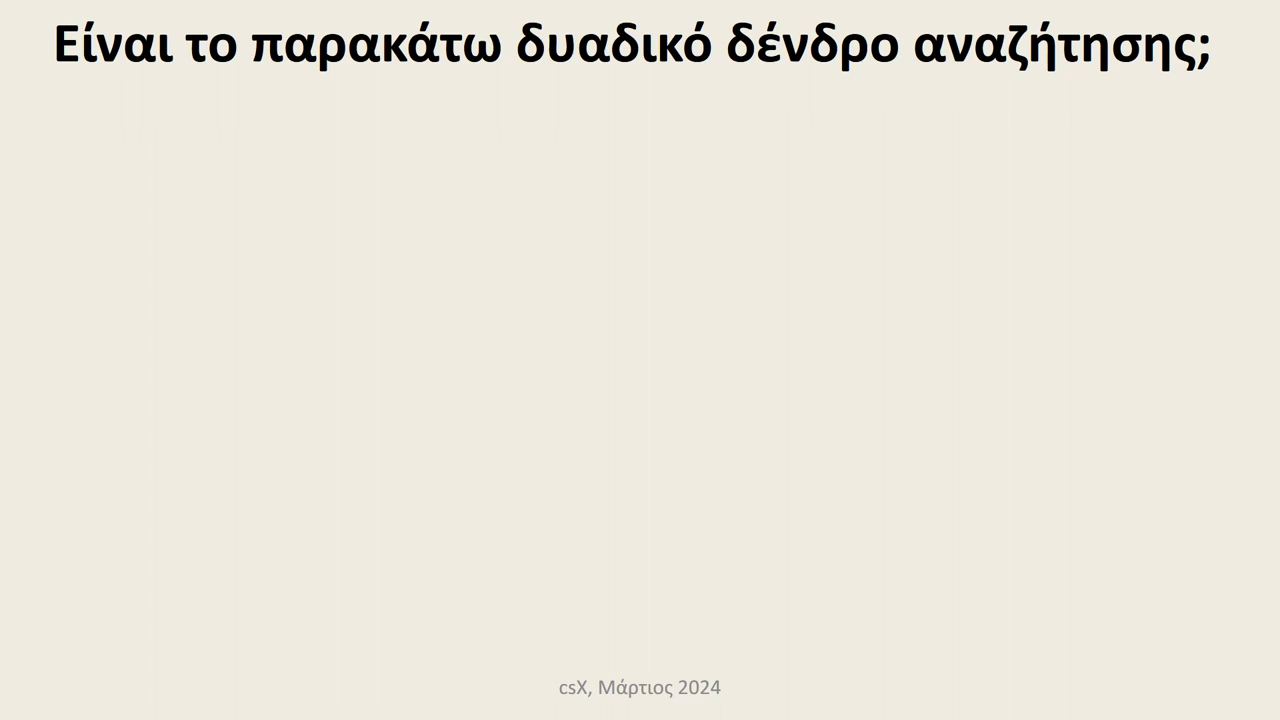 Είναι το παρακάτω δυαδικό δένδρο αναζήτησης;
csX, Μάρτιος 2024